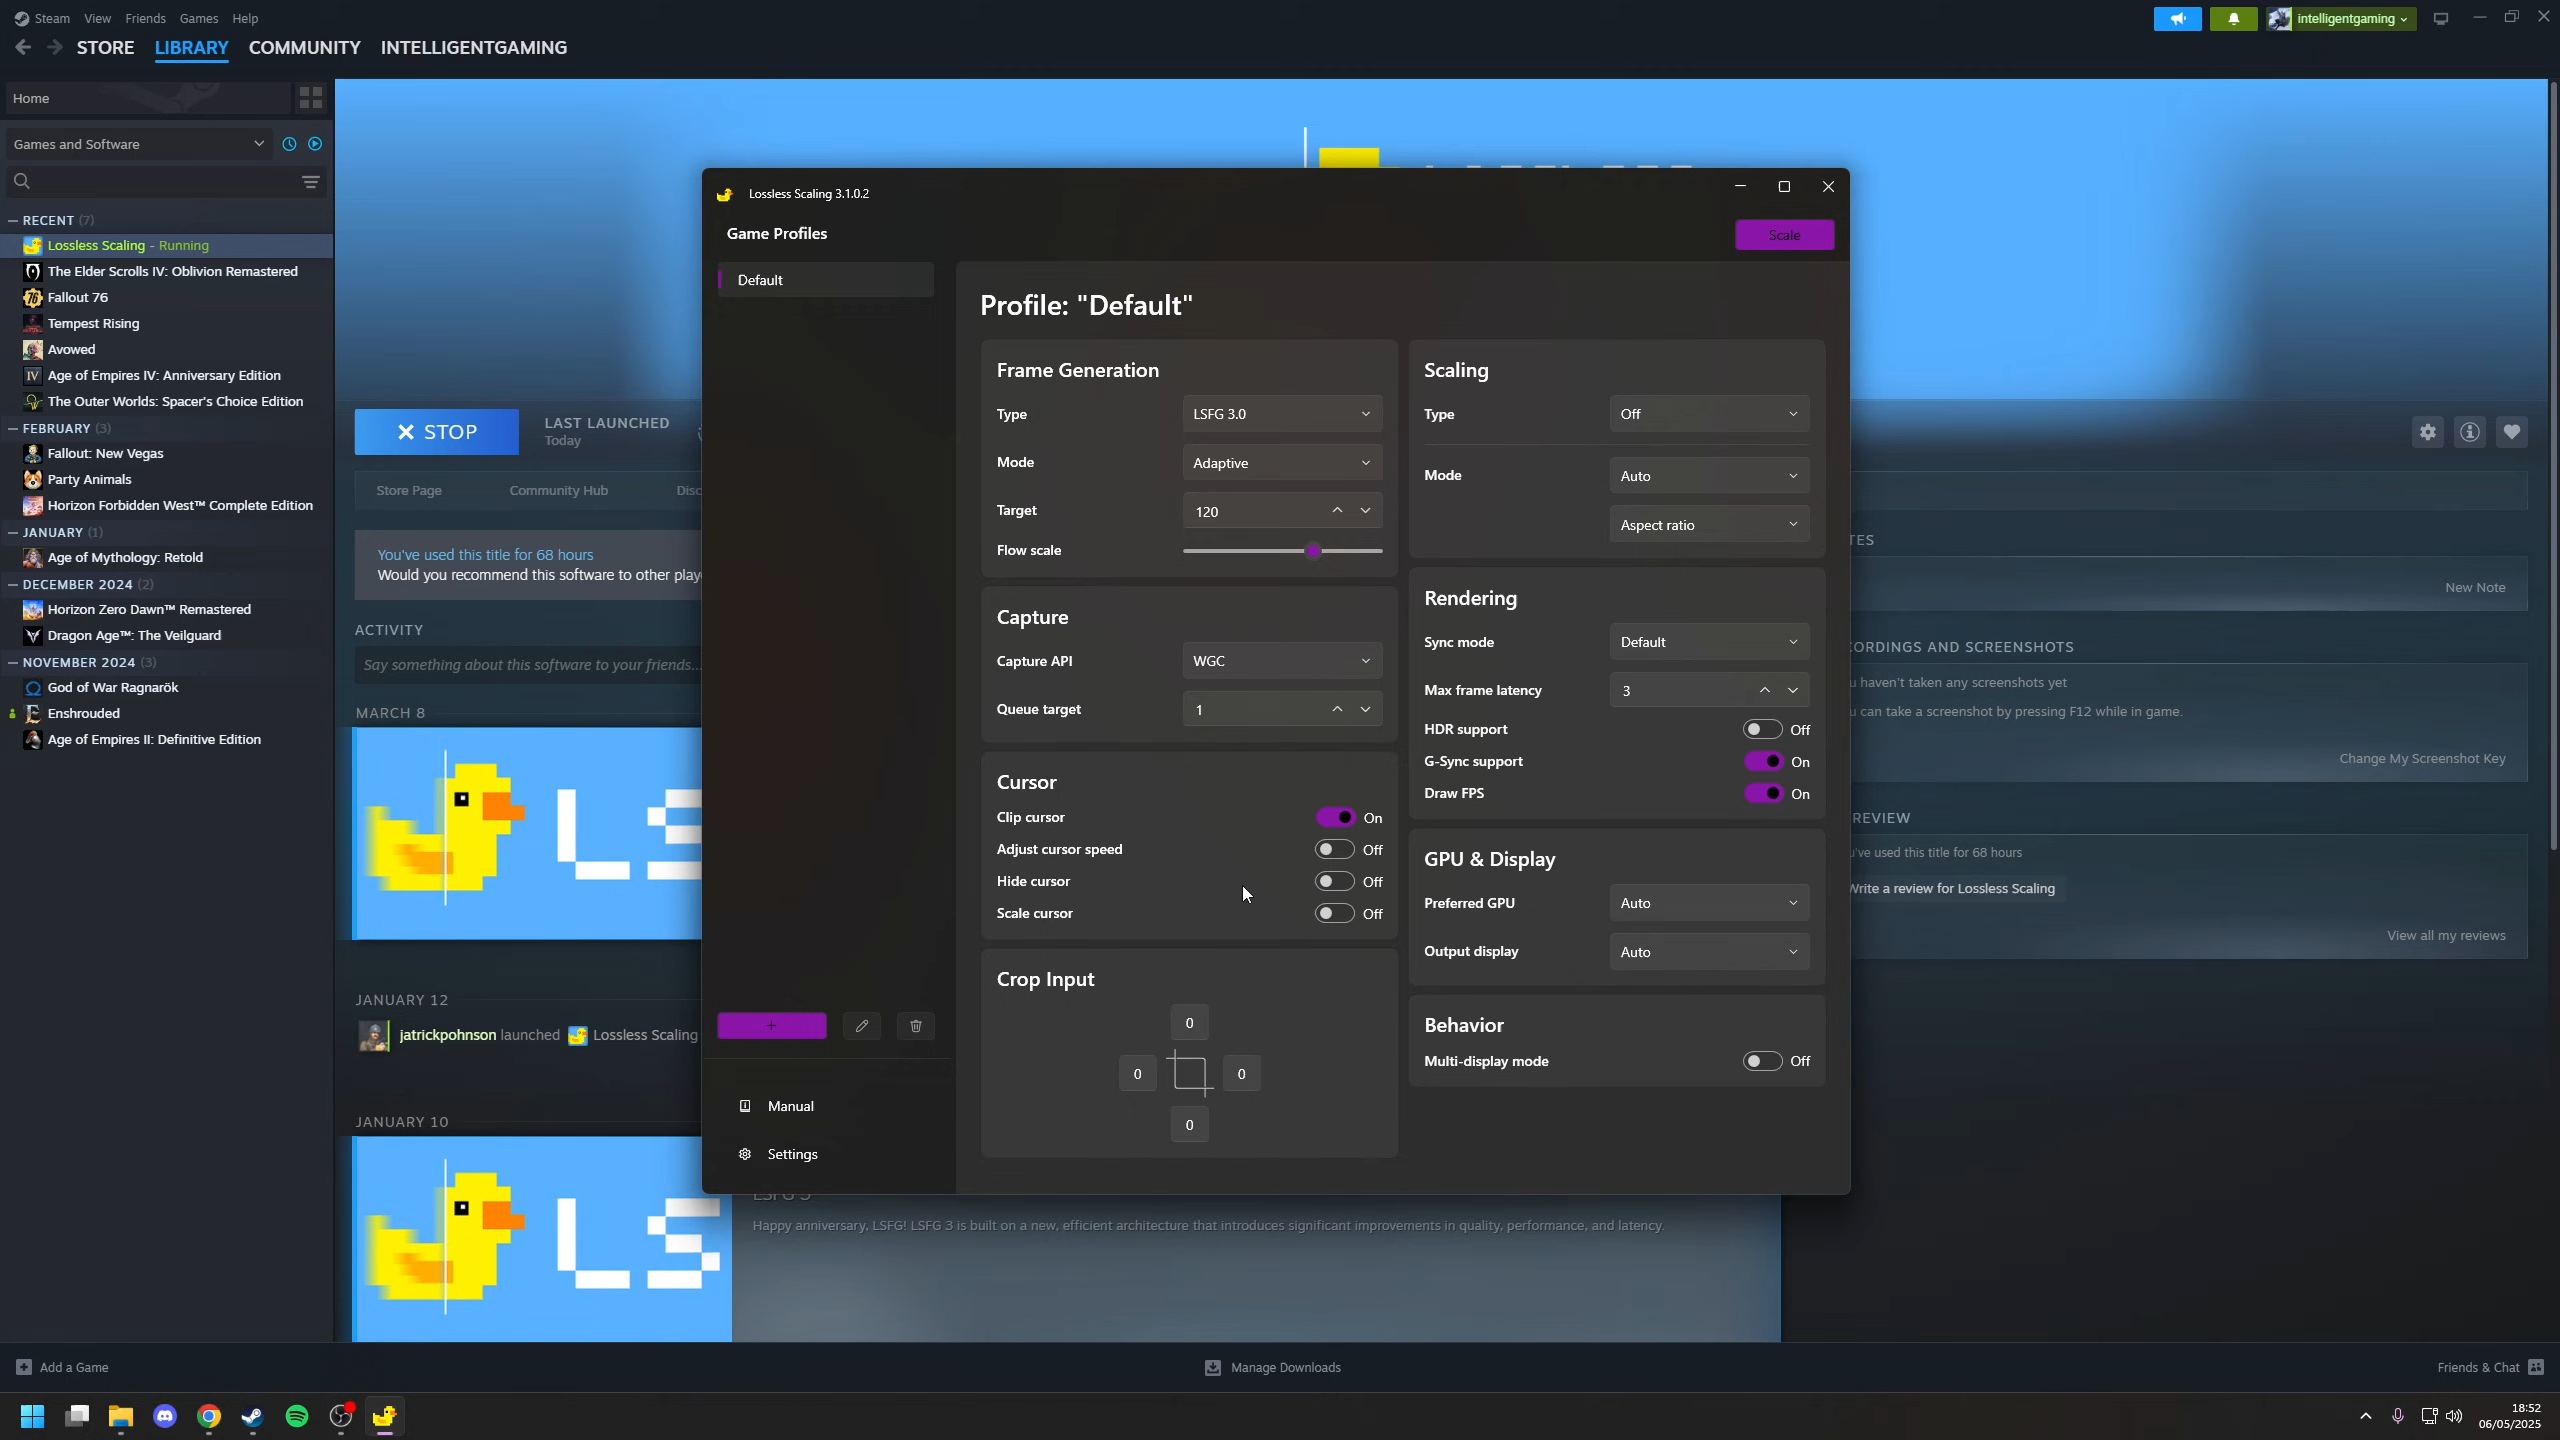 Steam View Friends Games Help
intelligentgaming
STORE LIBRARY COMMUNITY INTELLIGENTGAMING
Home
Games and Software
RECENT (7)
Lossless Scaling - Running
The Elder Scrolls IV: Oblivion Remastered
Fallout 76
Tempest Rising
Avowed
Age of Empires IV: Anniversary Edition
The Outer Worlds: Spacer's Choice Edition
FEBRUARY (3)
Fallout: New Vegas
Party Animals
Horizon Forbidden West™ Complete Edition
JANUARY (1)
Age of Mythology: Retold
DECEMBER 2024 (2)
Horizon Zero Dawn™ Remastered
Dragon Age™: The Veilguard
NOVEMBER 2024 (3)
God of War Ragnarök
Enshrouded
Age of Empires II: Definitive Edition
STOP
LAST LAUNCHED
Today
Store Page Community Hub Disc
You've used this title for 68 hours
Would you recommend this software to other play
ACTIVITY
Say something about this software to your friends...
MARCH 8
LS
JANUARY 12
jatrickpohnson launched Lossless Scaling
JANUARY 10
LS
LSFG 3
Happy anniversary, LSFG! LSFG 3 is built on a new, efficient architecture that introduces significant improvements in quality, performance, and latency.
Lossless Scaling 3.1.0.2
Game Profiles
Scale
Default
Manual
Settings
Profile: "Default"
Frame Generation
Type LSFG 3.0
Mode Adaptive
Target 120
Flow scale
Capture
Capture API WGC
Queue target 1
Cursor
Clip cursor On
Adjust cursor speed Off
Hide cursor Off
Scale cursor Off
Crop Input
0
0 0
0
Scaling
Type Off
Mode Auto
Aspect ratio
Rendering
Sync mode Default
Max frame latency 3
HDR support Off
G-Sync support On
Draw FPS On
GPU & Display
Preferred GPU Auto
Output display Auto
Behavior
Multi-display mode Off
TES
New Note
CORDINGS AND SCREENSHOTS
u haven't taken any screenshots yet
u can take a screenshot by pressing F12 while in game.
Change My Screenshot Key
REVIEW
u've used this title for 68 hours
Write a review for Lossless Scaling
View all my reviews
Add a Game
Manage Downloads
Friends & Chat
18:52
06/05/2025